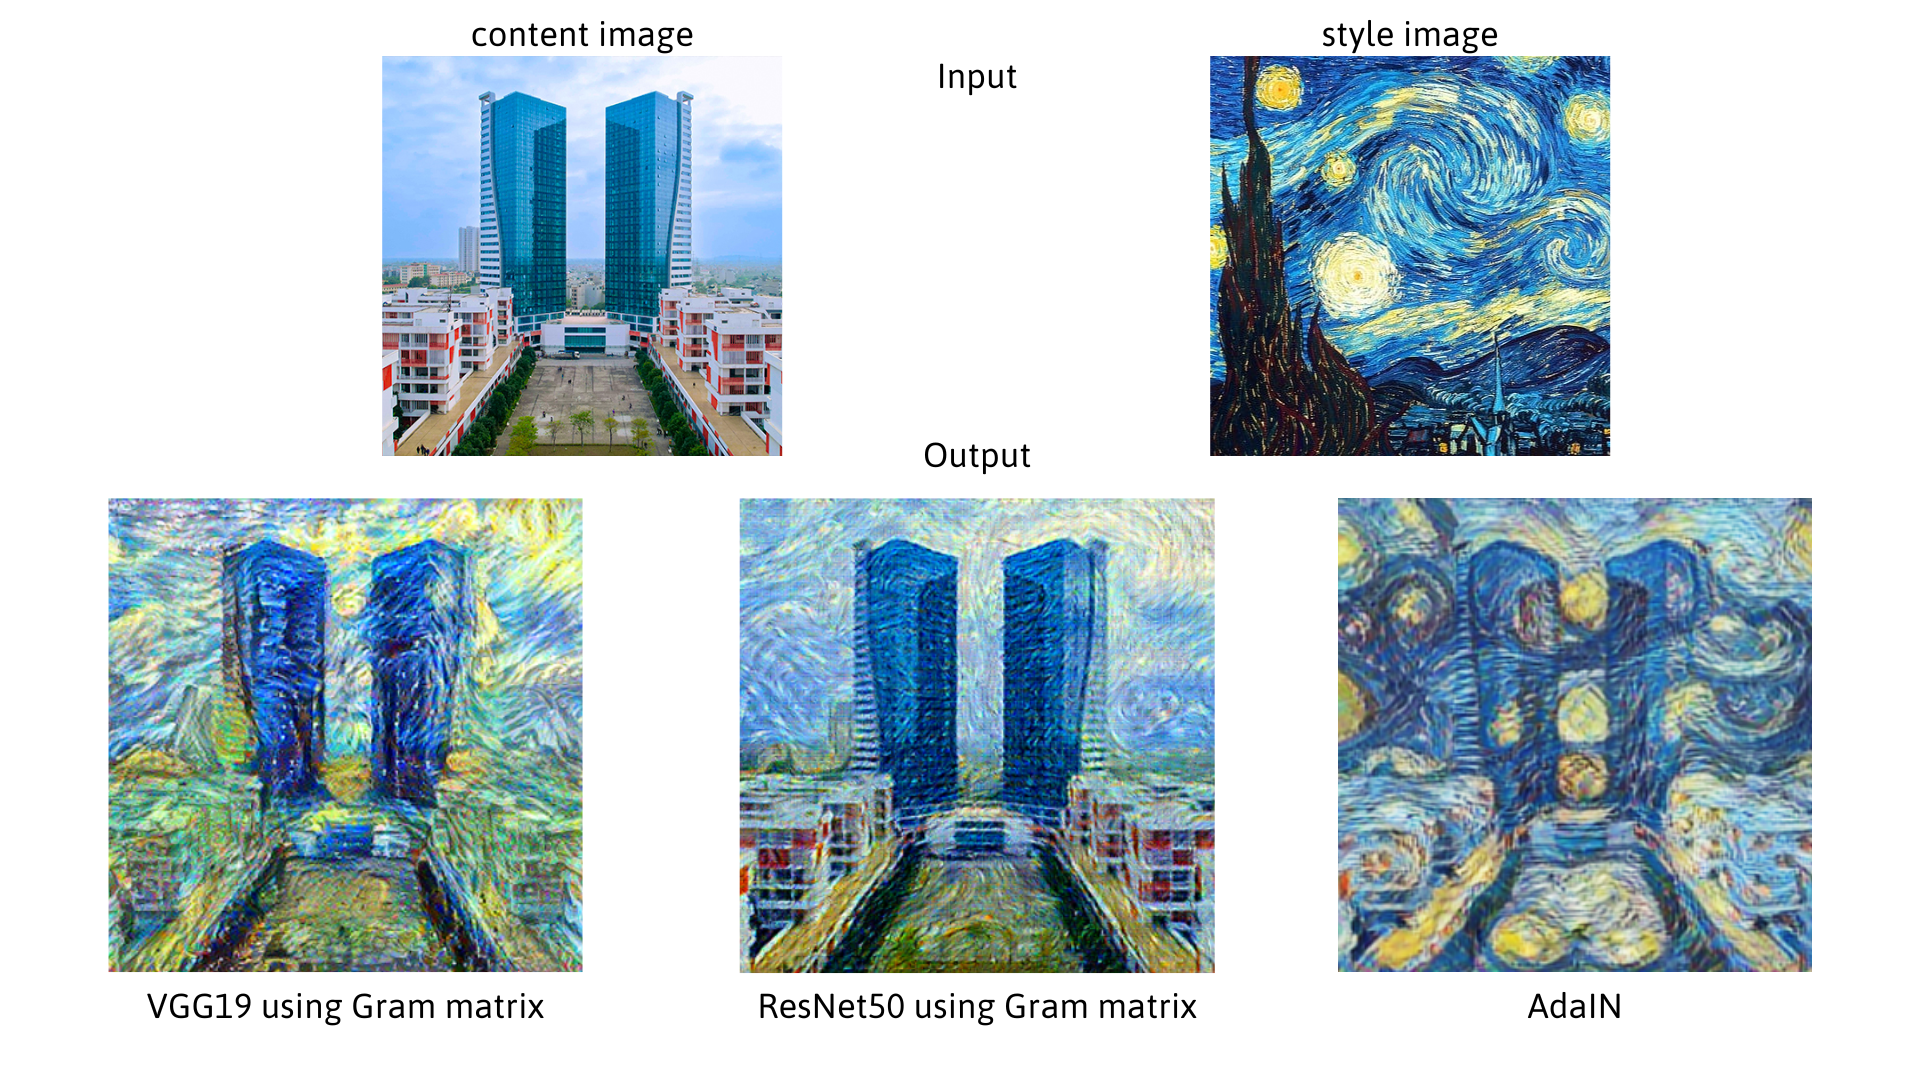 content image
style image
Input
Output
VGG19 using Gram matrix
ResNet50 using Gram matrix
AdaIN